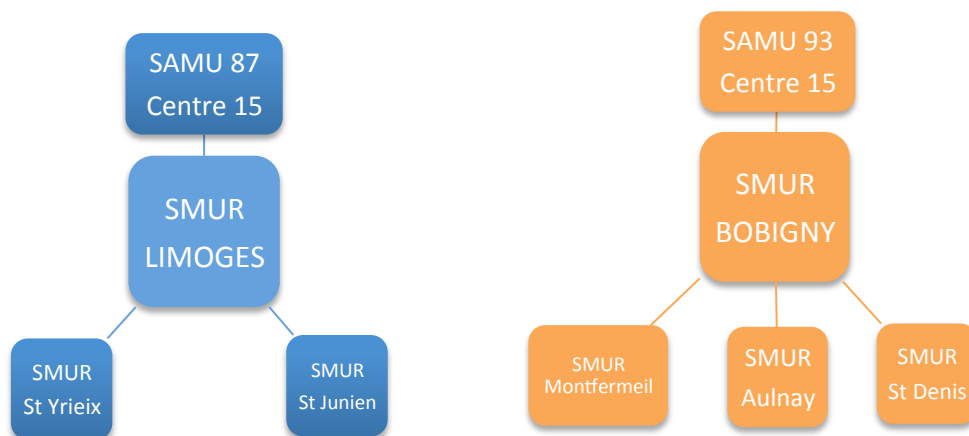 SAMU 87
Centre 15
SMUR
LIMOGES
SMUR
St Yrieix
SMUR
St Junien
SAMU 93
Centre 15
SMUR
BOBIGNY
SMUR
Montfermeil
SMUR
Aulnay
SMUR
St Denis